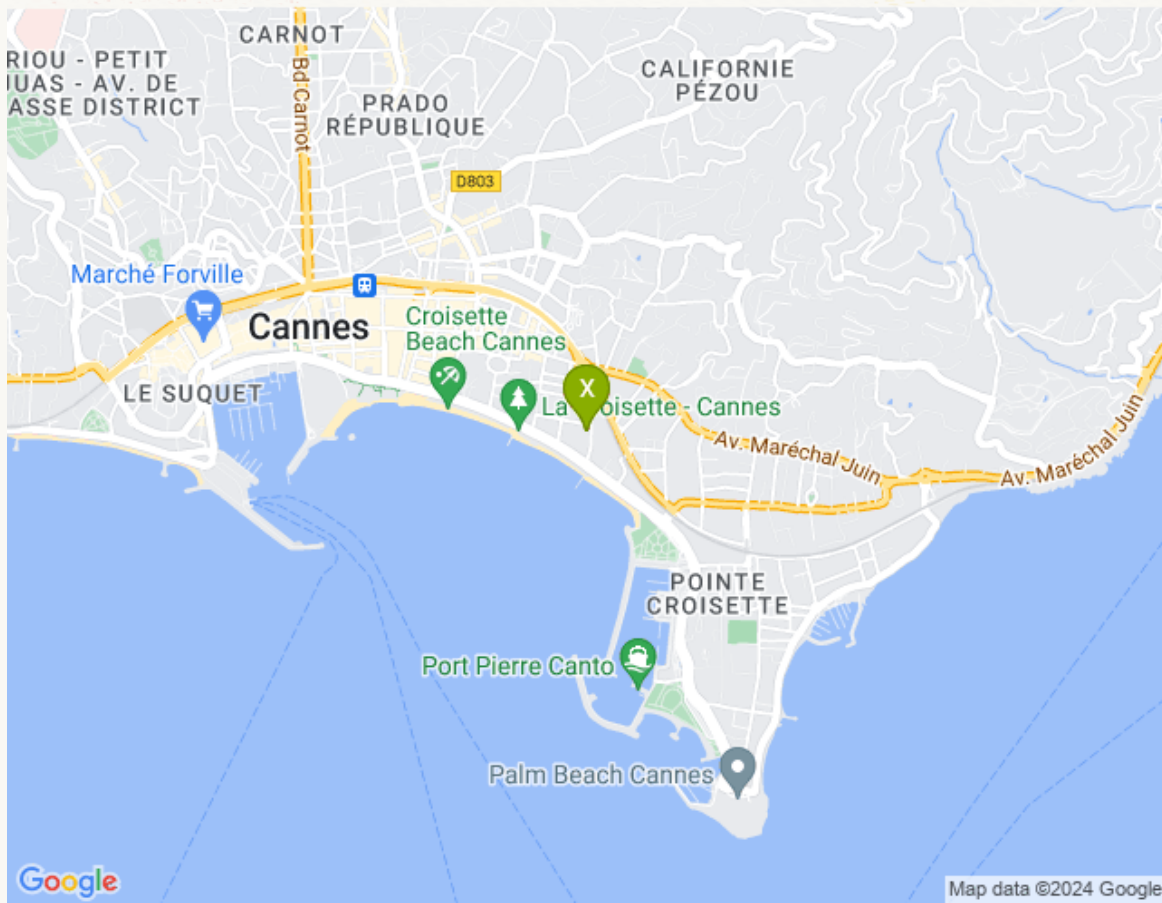 CARNOT
RIOU - PETIT
JUAS - AV. DE
ASSE DISTRICT
Bd Carnot
PRADO
RÉPUBLIQUE
CALIFORNIE
PÉZOU
D803
Marché Forville
Cannes
Croisette
Beach Cannes
LE SUQUET
X
La Croisette - Cannes
Av. Maréchal Juin
Av. Maréchal Juin
POINTE
CROISETTE
Port Pierre Canto
Palm Beach Cannes
Google
Map data ©2024 Google